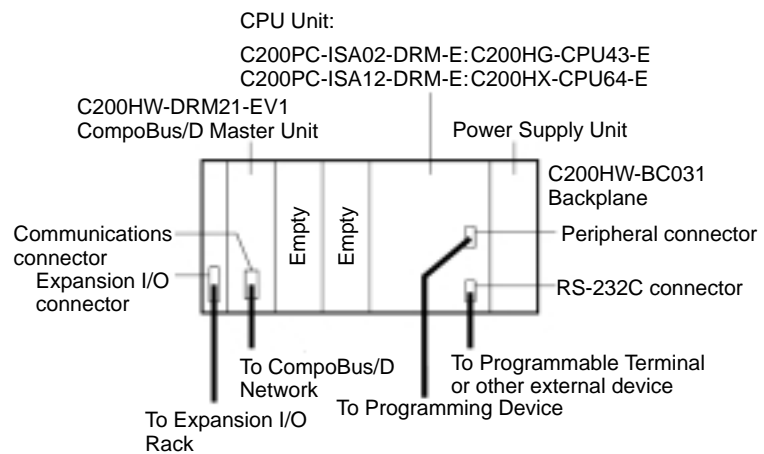 CPU Unit:
C200PC-ISA02-DRM-E:C200HG-CPU43-E
C200PC-ISA12-DRM-E:C200HX-CPU64-E
C200HW-DRM21-EV1
CompoBus/D Master Unit
Power Supply Unit
C200HW-BC031
Backplane
Empty
Empty
Communications
connector
Peripheral connector
Expansion I/O
connector
RS-232C connector
To CompoBus/D
Network
To Programmable Terminal
or other external device
To Programming Device
To Expansion I/O
Rack